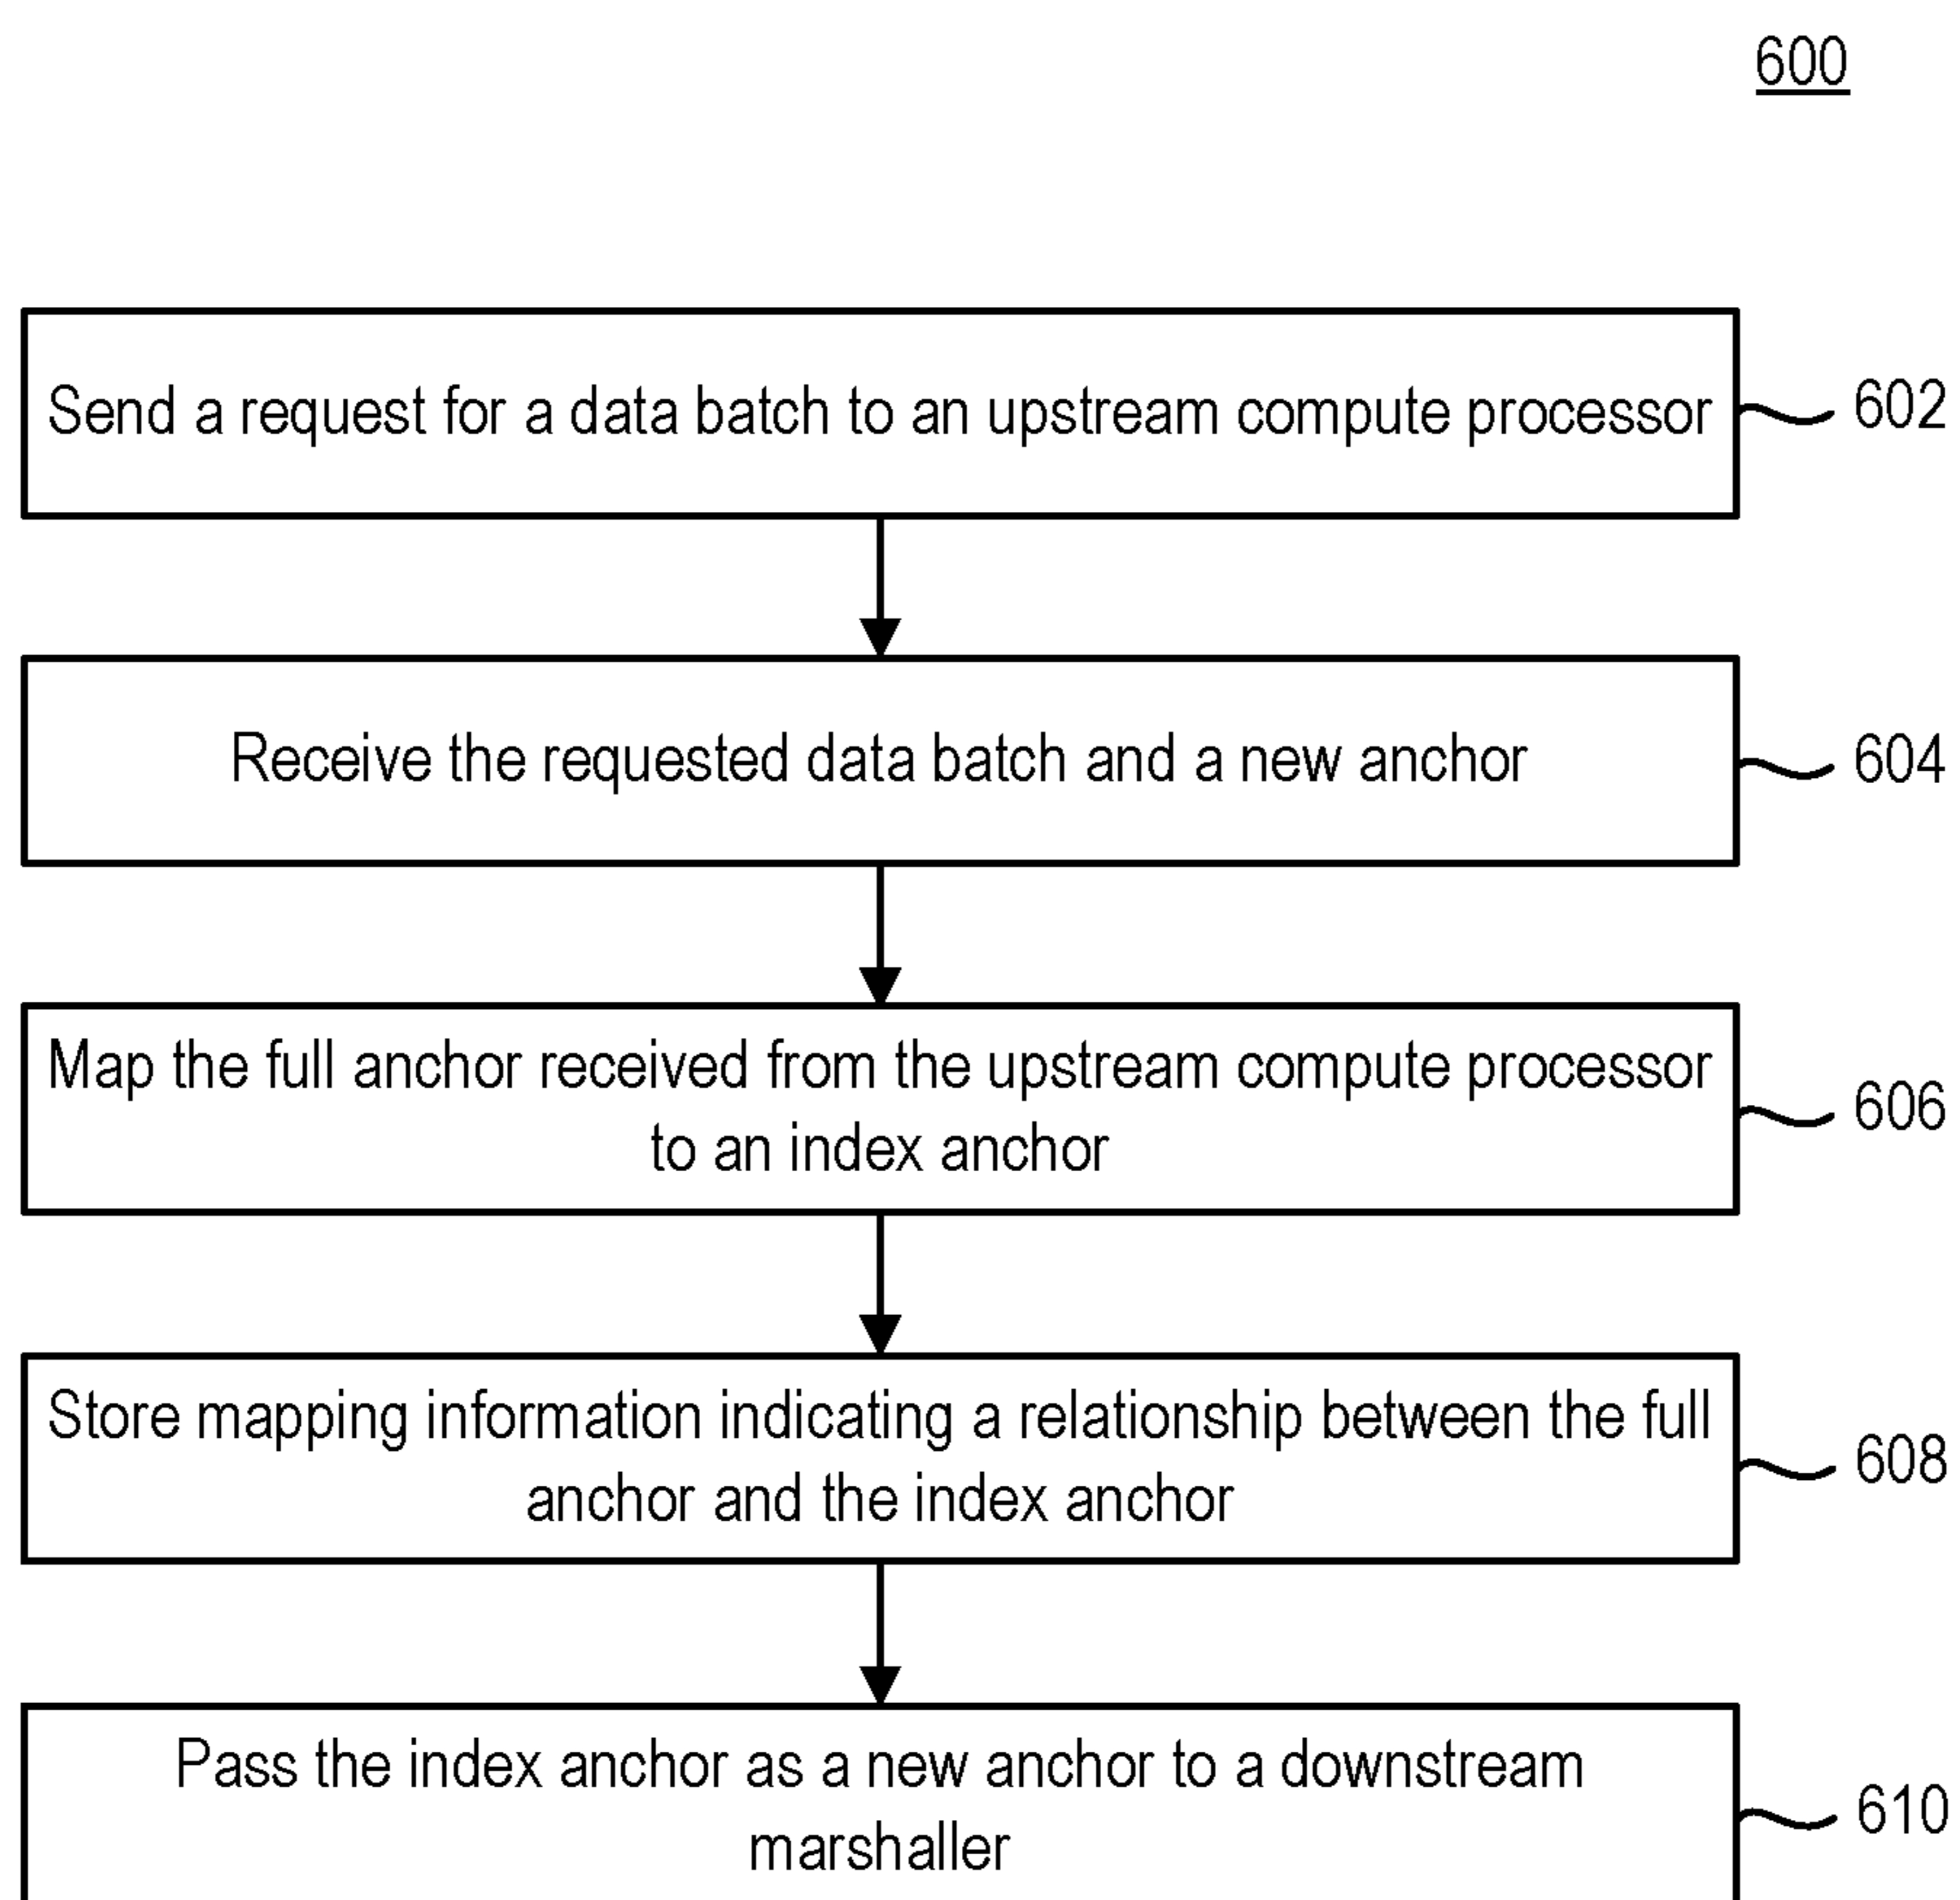 600
Send a request for a data batch to an upstream compute processor
602
Receive the requested data batch and a new anchor
604
Map the full anchor received from the upstream compute processor
to an index anchor
606
Store mapping information indicating a relationship between the full
anchor and the index anchor
608
Pass the index anchor as a new anchor to a downstream
marshaller
610